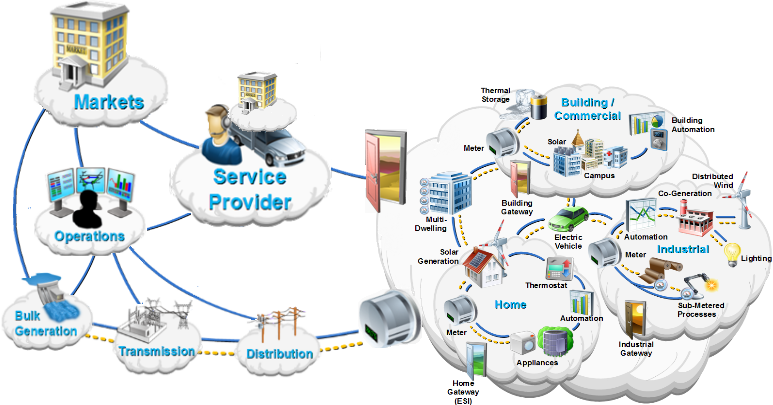 MARKET
Markets
Service
Provider
Operations
Bulk
Generation
Transmission
Distribution
Thermal
Storage
Building /
Commercial
Building
Automation
Meter
Solar
Campus
Building
Gateway
Multi-
Dwelling
Electric
Vehicle
Distributed
Wind
Co-Generation
Automation
Industrial
Meter
Lighting
Sub-Metered
Processes
Industrial
Gateway
Solar
Generation
Thermostat
Home
Meter
Automation
Appliances
Home
Gateway
(ESI)